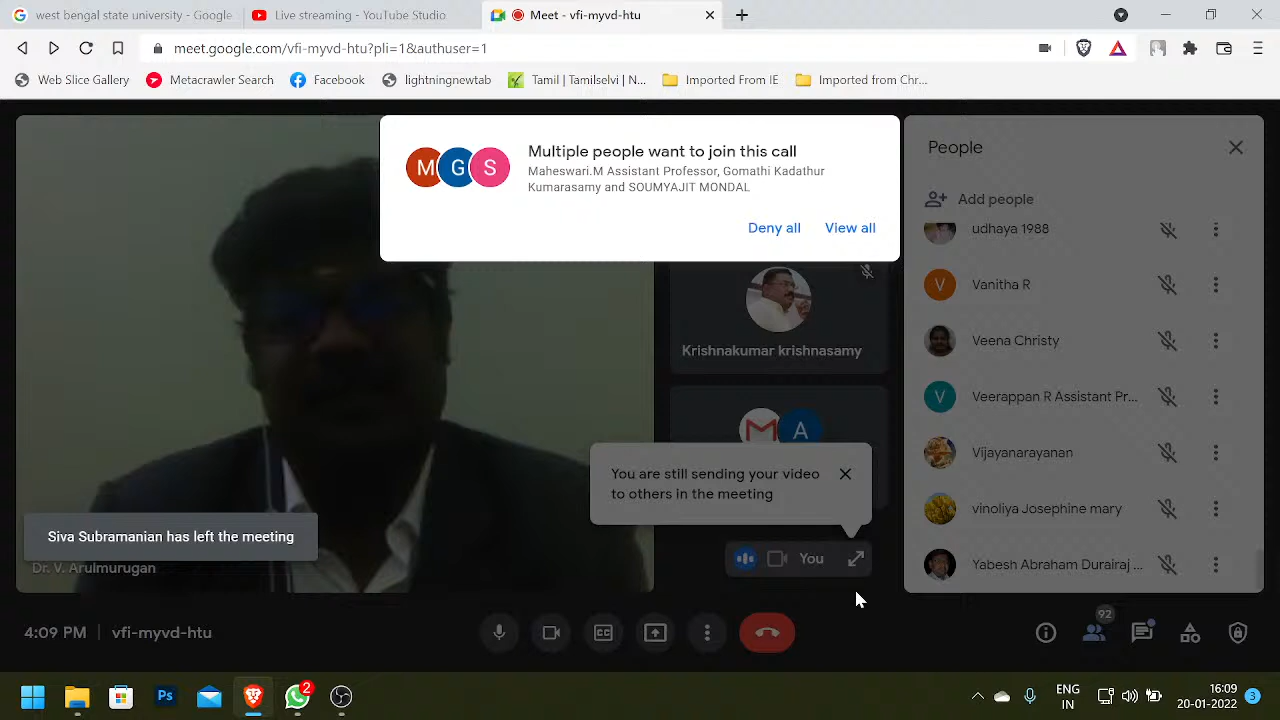 west bengal state university - Google
Live streaming - YouTube Studio
Meet - vfi-myvd-htu
meet.google.com/vfi-myvd-htu?pli=1&authuser=1
Web Slice Gallery
Metacrawler Search
Facebook
lightningnewtab
Tamil | Tamilselvi | N...
Imported From IE
Imported from Chr...
M G S
Multiple people want to join this call
Maheswari.M Assistant Professor, Gomathi Kadathur
Kumarasamy and SOUMYAJIT MONDAL
Deny all
View all
People
Add people
udhaya 1988
V
Vanitha R
Veena Christy
V
Veerappan R Assistant Pr...
Vijayanarayanan
vinoliya Josephine mary
Yabesh Abraham Durairaj ...
Krishnakumar krishnasamy
A
You are still sending your video
to others in the meeting
You
Siva Subramanian has left the meeting
Dr. V. Arulmurugan
4:09 PM
vfi-myvd-htu
CC
92
Ps
2
ENG
IN
16:09
20-01-2022
3